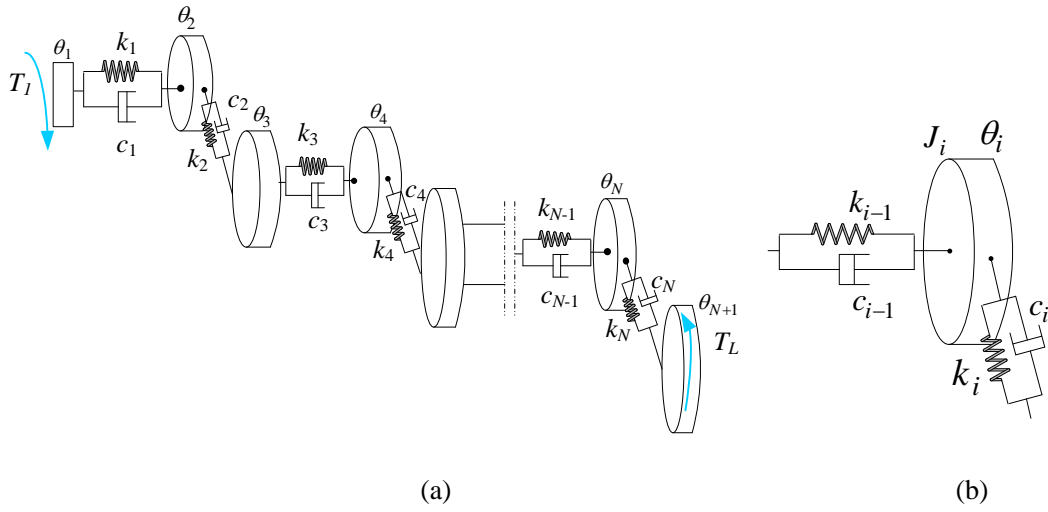 θ1 k1 θ2
T1
c1 k2 c2 θ3
k3 θ4
c3 k4 c4
kN-1 θN
cN-1 kN cN θN+1
TL
(a)
Ji θi
ki−1
ci−1
ki ci
(b)